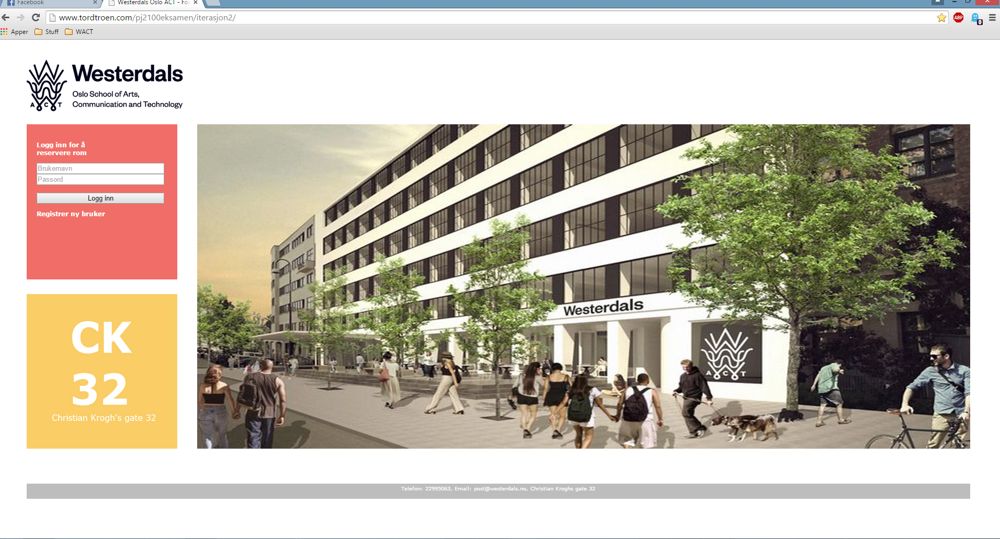 Facebook
Westerdals Oslo ACT - Fo
www.tordtroen.com/pj2100eksamen/iterasjon2/
ABP
0
Apper
Stuff
WACT
Westerdals
Oslo School of Arts,
Communication and Technology
A C T
Logg inn for å
reservere rom
Brukernavn
Passord
Logg inn
Registrer ny bruker
CK
32
Christian Krogh's gate 32
Westerdals
A C T
Telefon: 22995063, Email: post@westerdals.no, Christian Kroghs gate 32